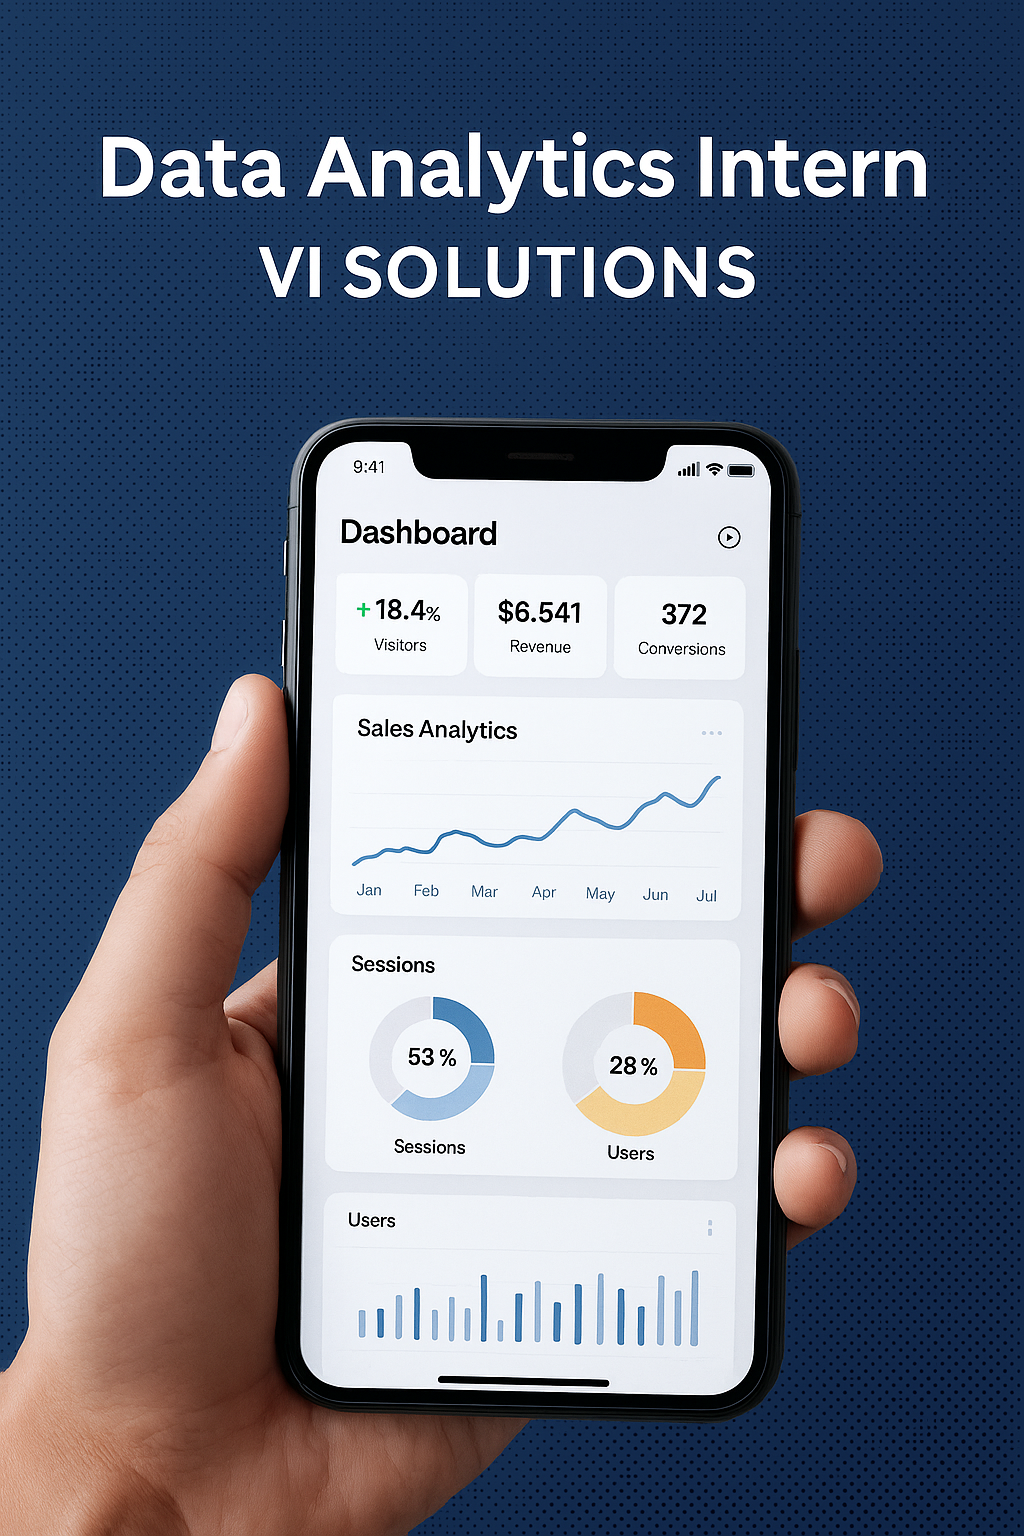 Data Analytics Intern
VI SOLUTIONS
9:41
Dashboard
+18.4%
Visitors
$6.541
Revenue
372
Conversions
Sales Analytics
Jan Feb Mar Apr May Jun Jul
Sessions
53%
Sessions
28%
Users
Users